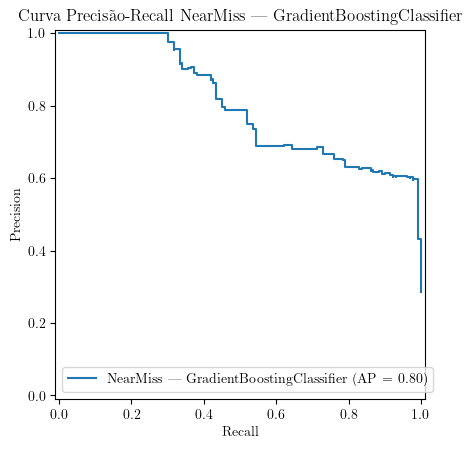 Curva Precisão-Recall NearMiss — GradientBoostingClassifier
1.0
0.8
0.6
0.4
0.2
0.0
Precision
NearMiss — GradientBoostingClassifier (AP = 0.80)
0.0 0.2 0.4 0.6 0.8 1.0
Recall